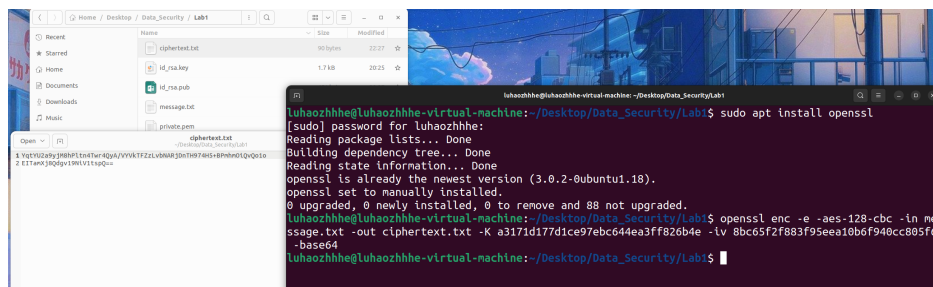 Home / Desktop / Data_Security / Lab1
Recent
Starred
Home
Documents
Downloads
Music
Name
Size
Modified
ciphertext.txt
90 bytes
22:27
id_rsa.key
1.7 kB
20:25
id_rsa.pub
message.txt
private.pem
Open
ciphertext.txt
~/Desktop/Data_Security/Lab1
1
2
luhaozhhhe@luhaozhhhe-virtual-machine: ~/Desktop/Data_Security/Lab1
luhaozhhhe@luhaozhhhe-virtual-machine:~/Desktop/Data_Security/Lab1$ sudo apt install openssl
[sudo] password for luhaozhhhe:
Reading package lists... Done
Building dependency tree... Done
Reading state information... Done
openssl is already the newest version (3.0.2-0ubuntu1.18).
openssl set to manually installed.
0 upgraded, 0 newly installed, 0 to remove and 88 not upgraded.
luhaozhhhe@luhaozhhhe-virtual-machine:~/Desktop/Data_Security/Lab1$ openssl enc -e -aes-128-cbc -in me
ssage.txt -out ciphertext.txt -K a3171d177d1ce97ebc644ea3ff826b4e -iv 8bc65f2f883f95eea10b6f940cc805f6
-base64
luhaozhhhe@luhaozhhhe-virtual-machine:~/Desktop/Data_Security/Lab1$